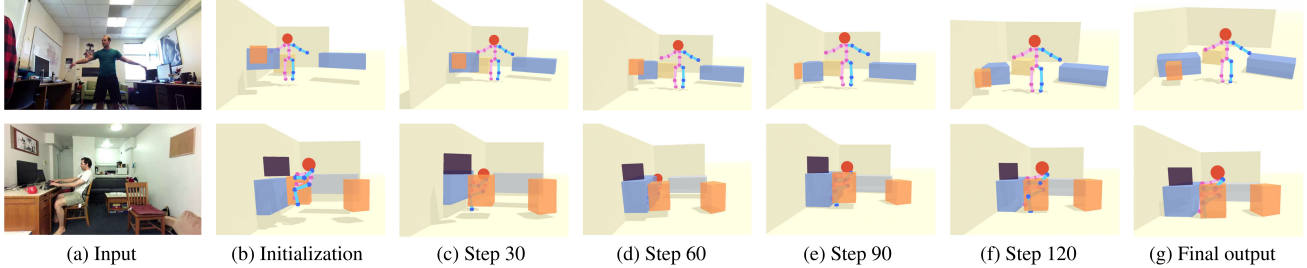 (a) Input
(b) Initialization
(c) Step 30
(d) Step 60
(e) Step 90
(f) Step 120
(g) Final output